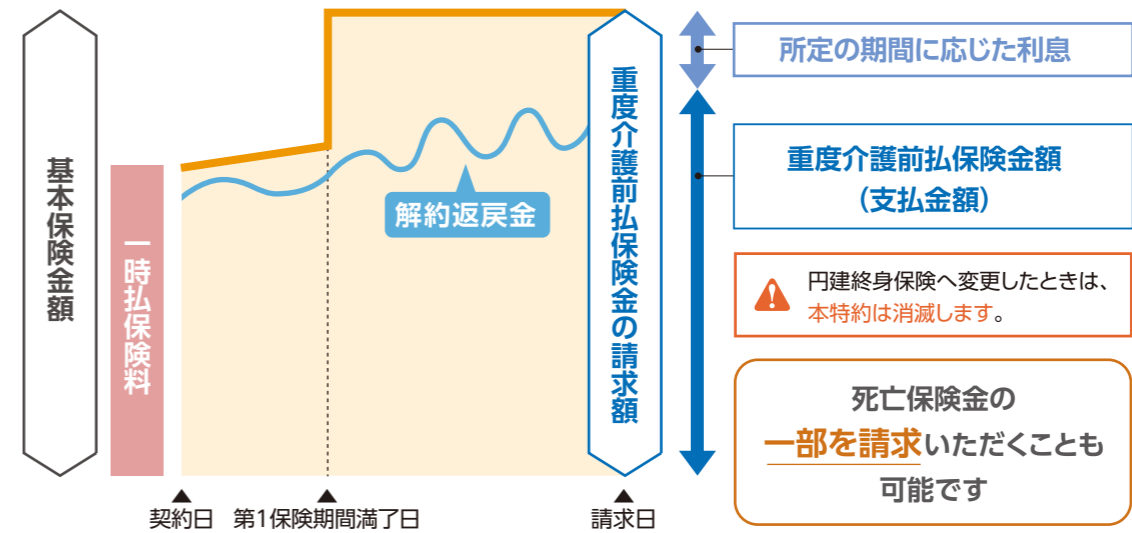 基本保険金額
一時払保険料
解約返戻金
重度介護前払保険金の請求額
契約日
第1保険期間満了日
請求日
所定の期間に応じた利息
重度介護前払保険金額
（支払金額）
円建終身保険へ変更したときは、
本特約は消滅します。
死亡保険金の
一部を請求いただくことも
可能です